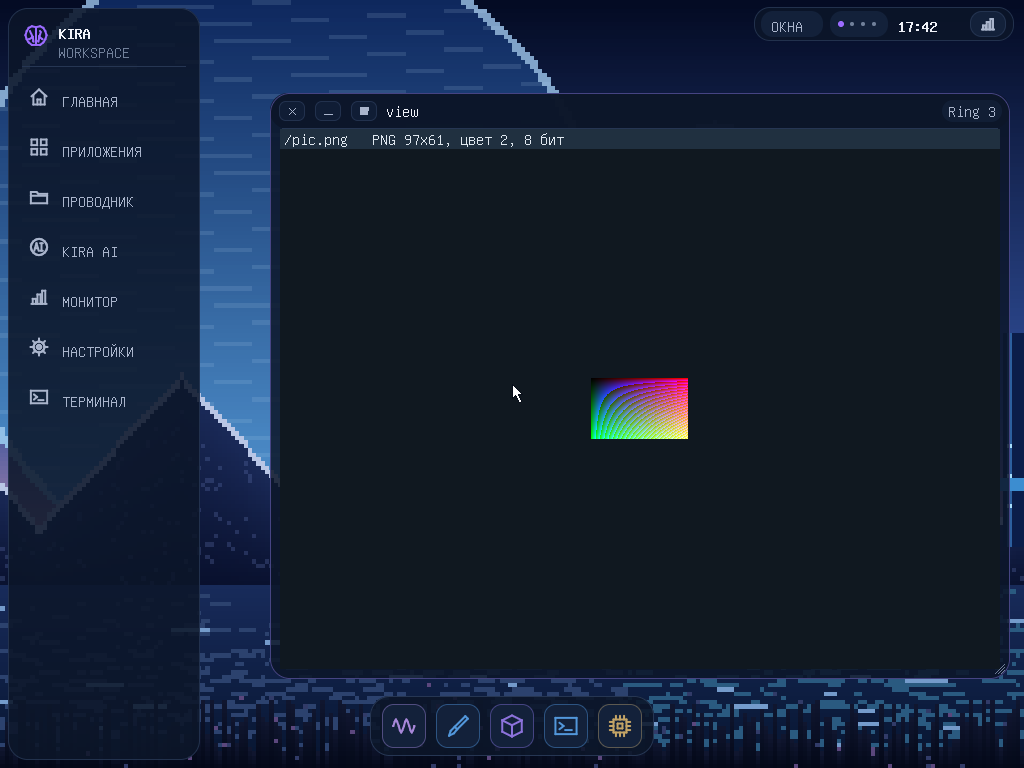 KIRA
WORKSPACE
ГЛАВНАЯ
ПРИЛОЖЕНИЯ
ПРОВОДНИК
KIRA AI
МОНИТОР
НАСТРОЙКИ
ТЕРМИНАЛ
ОКНА
17:42
view
Ring 3
/pic.png PNG 97x61, цвет 2, 8 бит